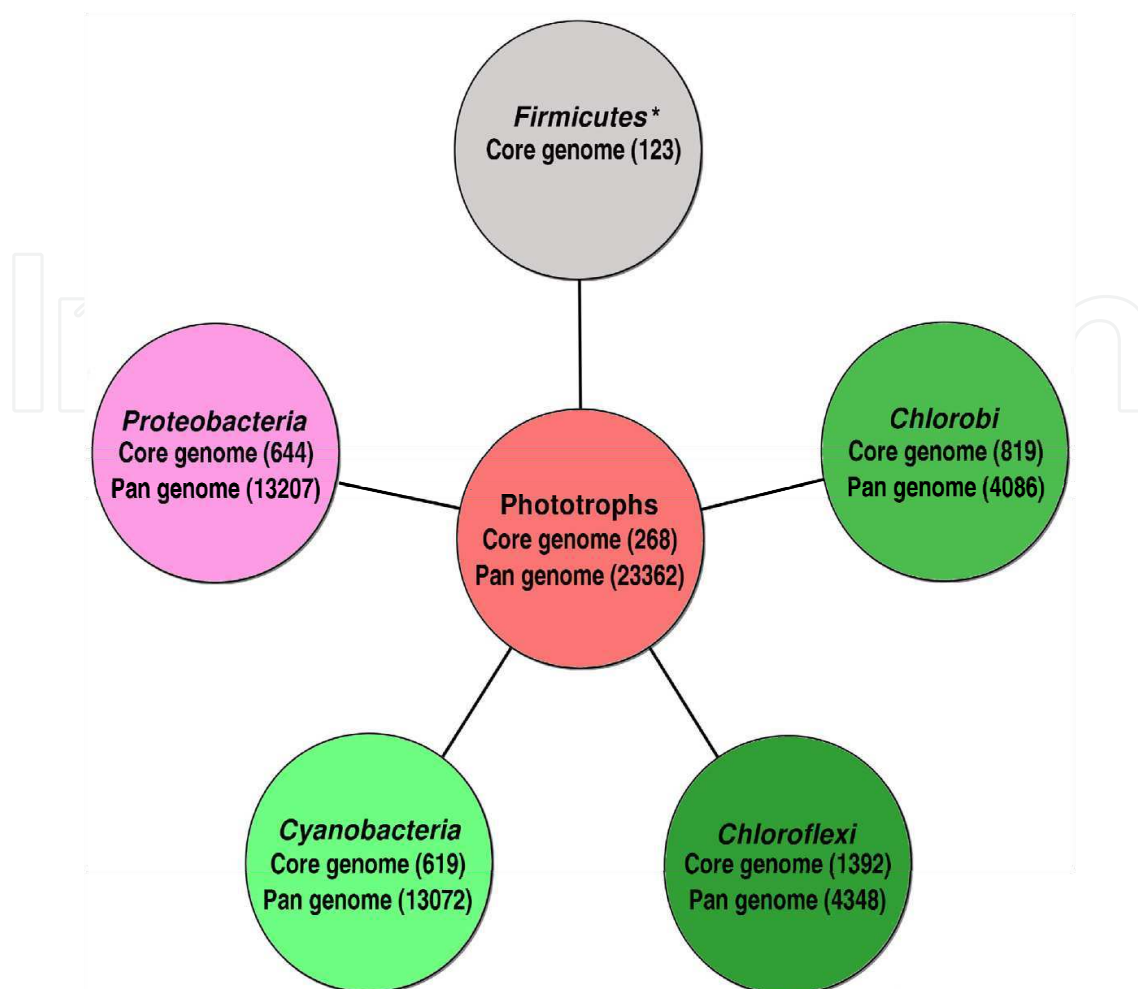 Firmicutes*
Core genome (123)
Proteobacteria
Core genome (644)
Pan genome (13207)
Chlorobi
Core genome (819)
Pan genome (4086)
Phototrophs
Core genome (268)
Pan genome (23362)
Cyanobacteria
Core genome (619)
Pan genome (13072)
Chloroflexi
Core genome (1392)
Pan genome (4348)